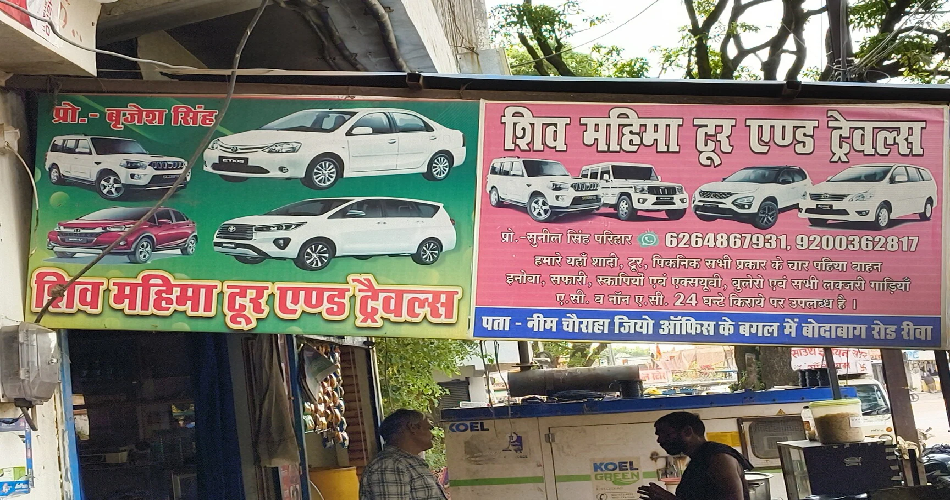 प्रो.- बृजेश सिंह
शिव महिमा टूर एण्ड ट्रैवल्स
शिव महिमा टूर एण्ड ट्रैवल्स
प्रो.-सुनील सिंह परिहार 6264867931, 9200362817
हमारे यहाँ शादी, टूर, पिकनिक सभी प्रकार के चार पहिया वाहन
इनोवा, सफारी, स्कार्पियो एवं एक्सयूवी, बुलेरो एवं सभी लक्जरी गाड़ियाँ
ए.सी. व नॉन ए.सी. 24 घन्टे किराये पर उपलब्ध है ।
पता - नीम चौराहा जियो ऑफिस के बगल में बोदाबाग रोड रीवा
KOEL
KOEL
GREEN